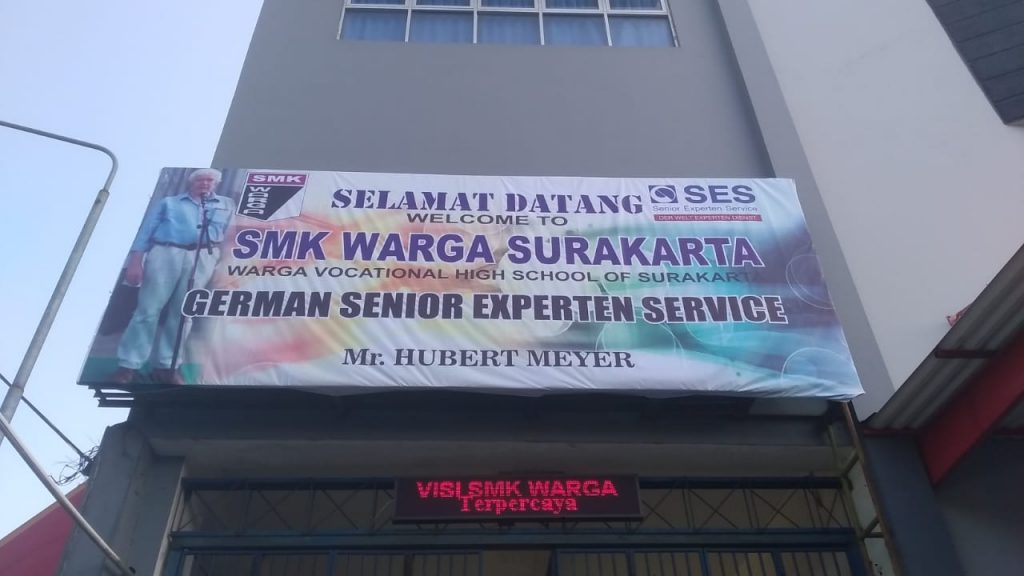 SMK
WARGA
SELAMAT DATANG
SES
Senior Experten Service
DER WELT EXPERTEN DIENST
WELCOME TO
SMK WARGA SURAKARTA
WARGA VOCATIONAL HIGH SCHOOL OF SURAKARTA
GERMAN SENIOR EXPERTEN SERVICE
Mr. HUBERT MEYER
VISI SMK WARGA
Terpercaya